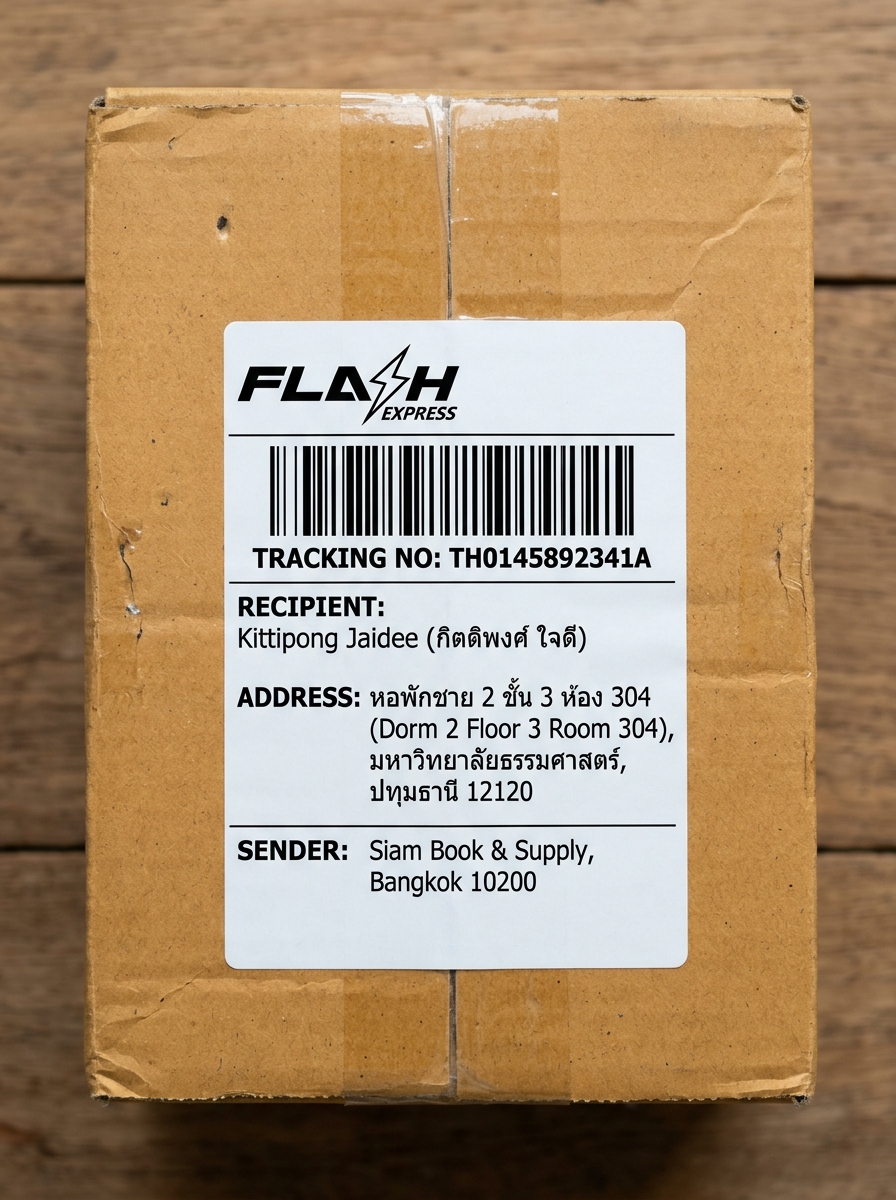 FLASH
EXPRESS
TRACKING NO: TH0145892341A
RECIPIENT:
Kittipong Jaidee (กิตติพงศ์ ใจดี)
ADDRESS: หอพักชาย 2 ชั้น 3 ห้อง 304
(Dorm 2 Floor 3 Room 304),
มหาวิทยาลัยธรรมศาสตร์,
ปทุมธานี 12120
SENDER: Siam Book & Supply,
Bangkok 10200